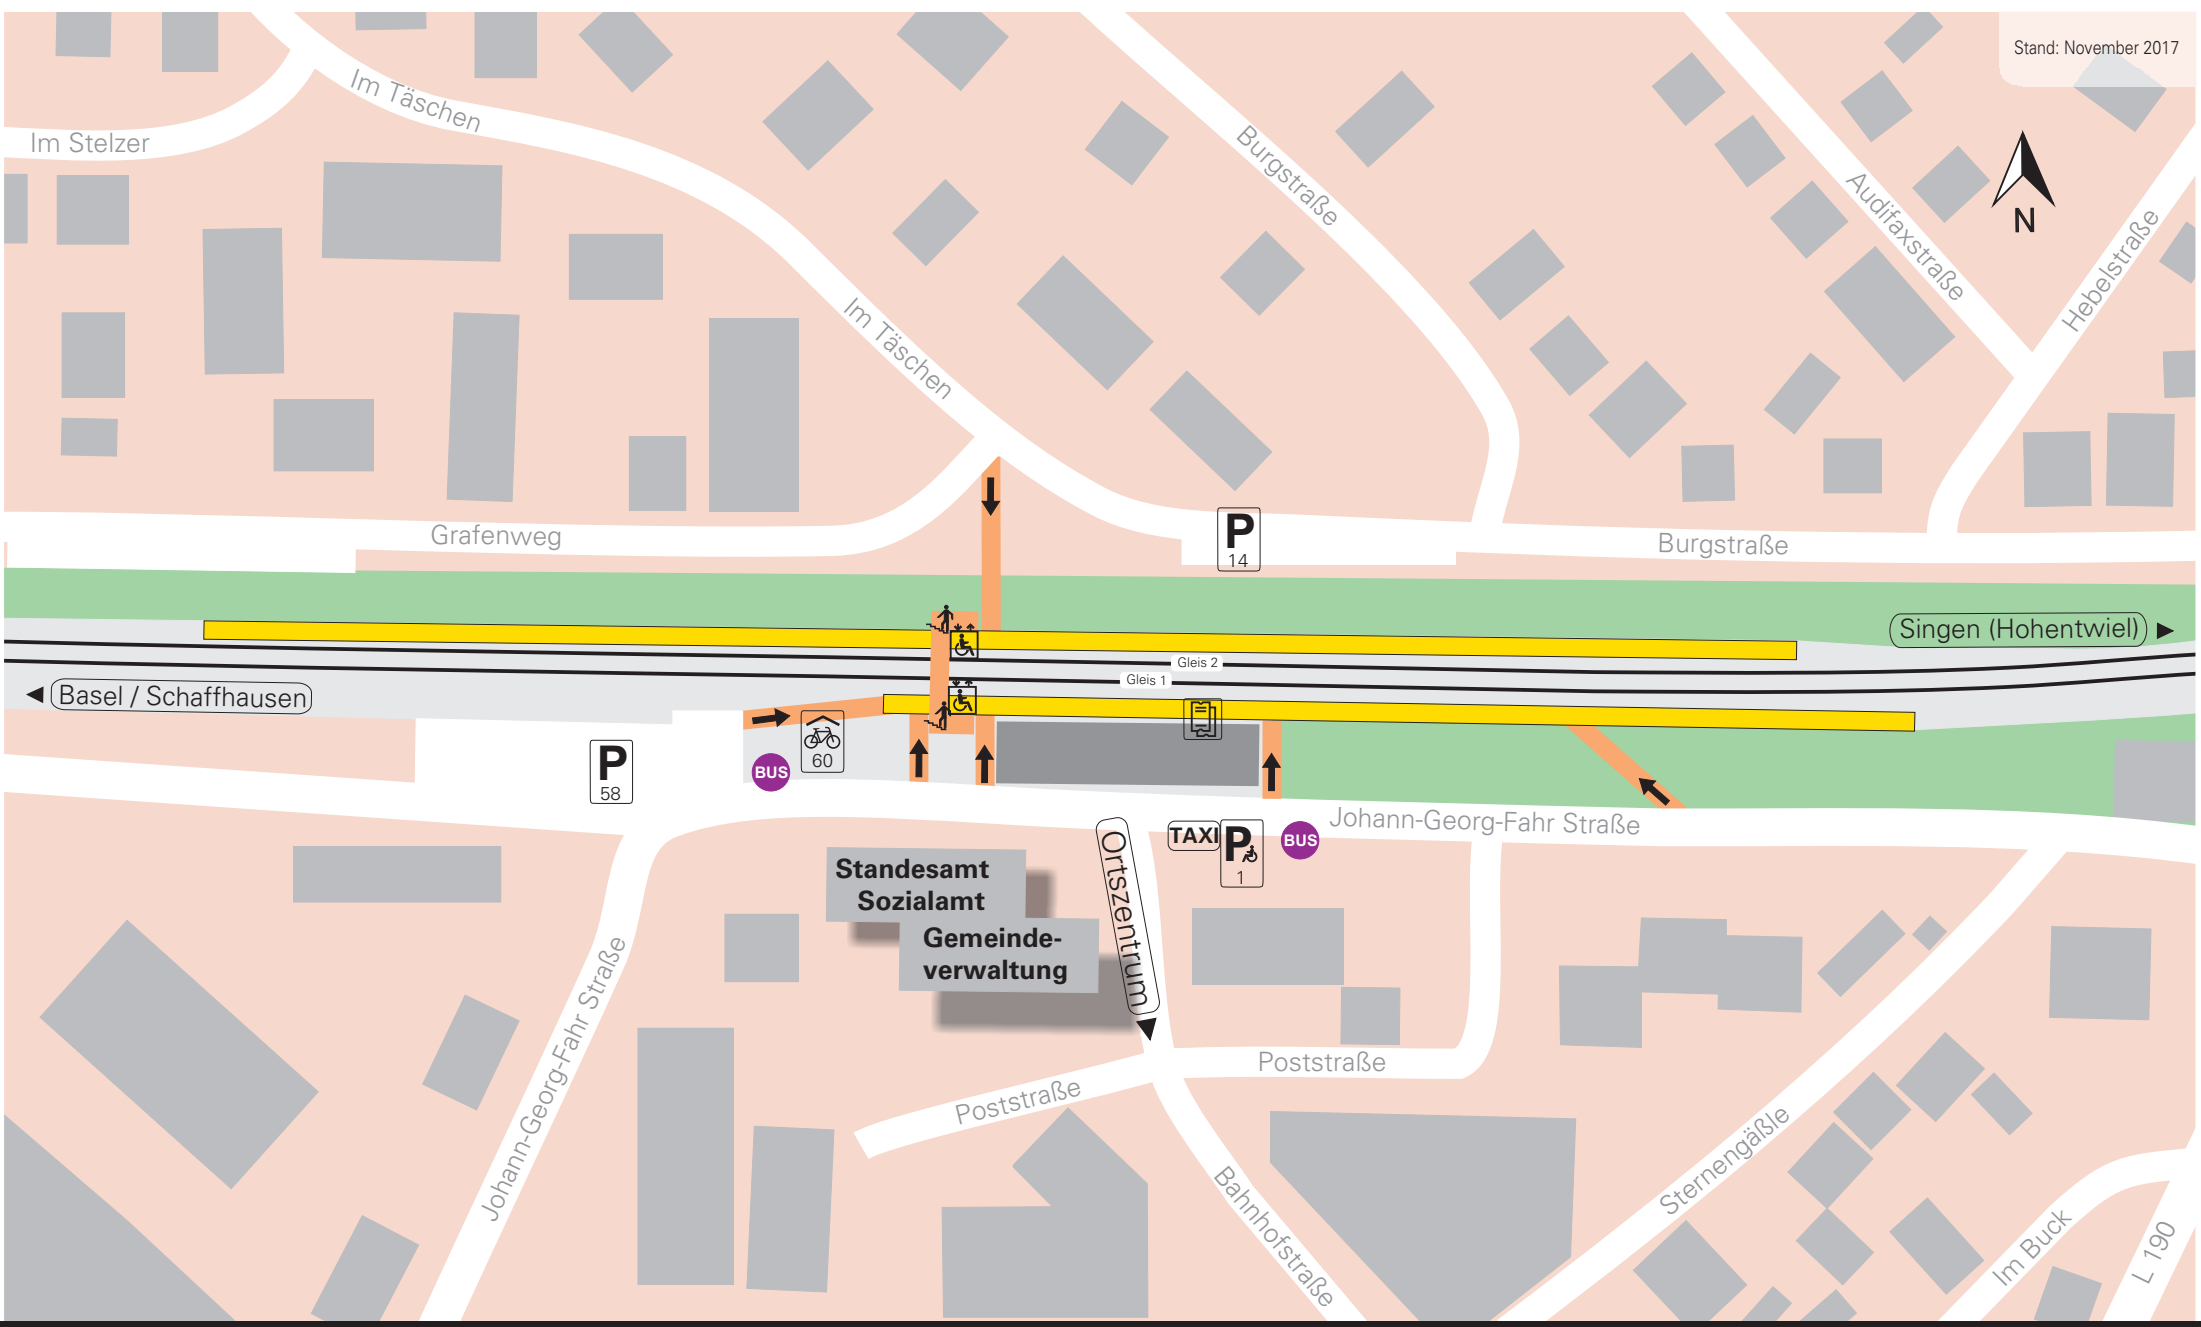 Stand: November 2017
Im Täschen
Im Stelzer
Burgstraße
Audifaxstraße
Hebelstraße
N
Im Täschen
Grafenweg
P
14
Burgstraße
Singen (Hohentwiel)
Gleis 2
Gleis 1
Basel / Schaffhausen
P
58
BUS
60
Johann-Georg-Fahr Straße
TAXI
P
1
BUS
Ortszentrum
Standesamt
Sozialamt
Gemeinde-
verwaltung
Johann-Georg-Fahr Straße
Poststraße
Poststraße
Bahnhofstraße
Sternengäßle
Im Buck
L 190